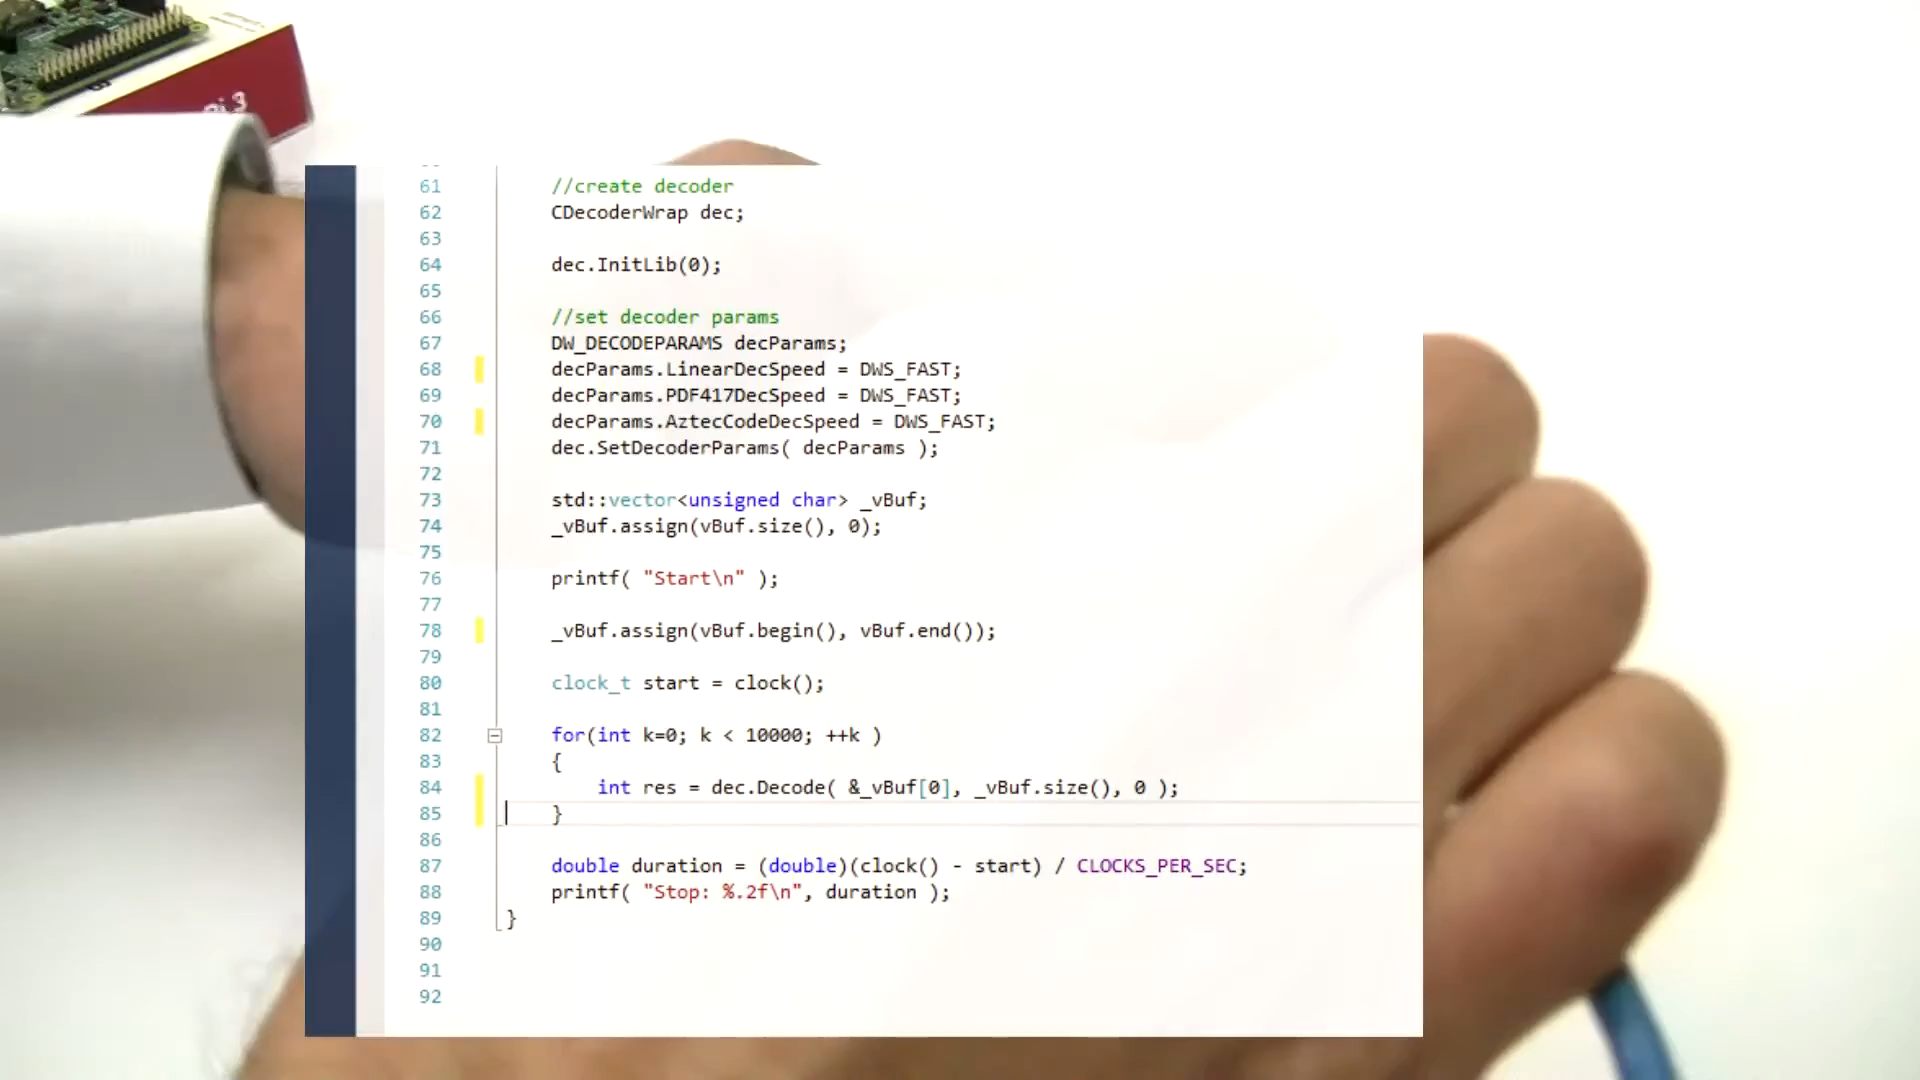 Pi 3
61 //create decoder
62 CDecoderWrap dec;
63
64 dec.InitLib(0);
65
66 //set decoder params
67 DW_DECODEPARAMS decParams;
68 decParams.LinearDecSpeed = DWS_FAST;
69 decParams.PDF417DecSpeed = DWS_FAST;
70 decParams.AztecCodeDecSpeed = DWS_FAST;
71 dec.SetDecoderParams( decParams );
72
73 std::vector<unsigned char> _vBuf;
74 _vBuf.assign(vBuf.size(), 0);
75
76 printf( "Start\n" );
77
78 _vBuf.assign(vBuf.begin(), vBuf.end());
79
80 clock_t start = clock();
81
82 for(int k=0; k < 10000; ++k )
83 {
84 int res = dec.Decode( &_vBuf[0], _vBuf.size(), 0 );
85 }
86
87 double duration = (double)(clock() - start) / CLOCKS_PER_SEC;
88 printf( "Stop: %.2f\n", duration );
89 }
90
91
92